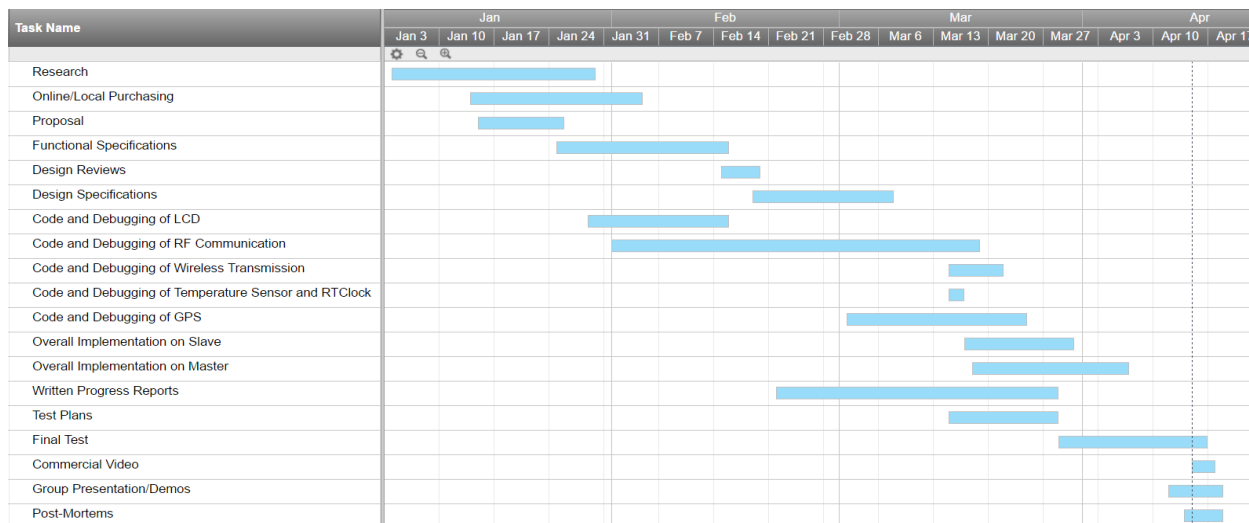 Task Name
Jan Feb Mar Apr
Jan 3 Jan 10 Jan 17 Jan 24 Jan 31 Feb 7 Feb 14 Feb 21 Feb 28 Mar 6 Mar 13 Mar 20 Mar 27 Apr 3 Apr 10 Apr 17
Research
Online/Local Purchasing
Proposal
Functional Specifications
Design Reviews
Design Specifications
Code and Debugging of LCD
Code and Debugging of RF Communication
Code and Debugging of Wireless Transmission
Code and Debugging of Temperature Sensor and RTClock
Code and Debugging of GPS
Overall Implementation on Slave
Overall Implementation on Master
Written Progress Reports
Test Plans
Final Test
Commercial Video
Group Presentation/Demos
Post-Mortems